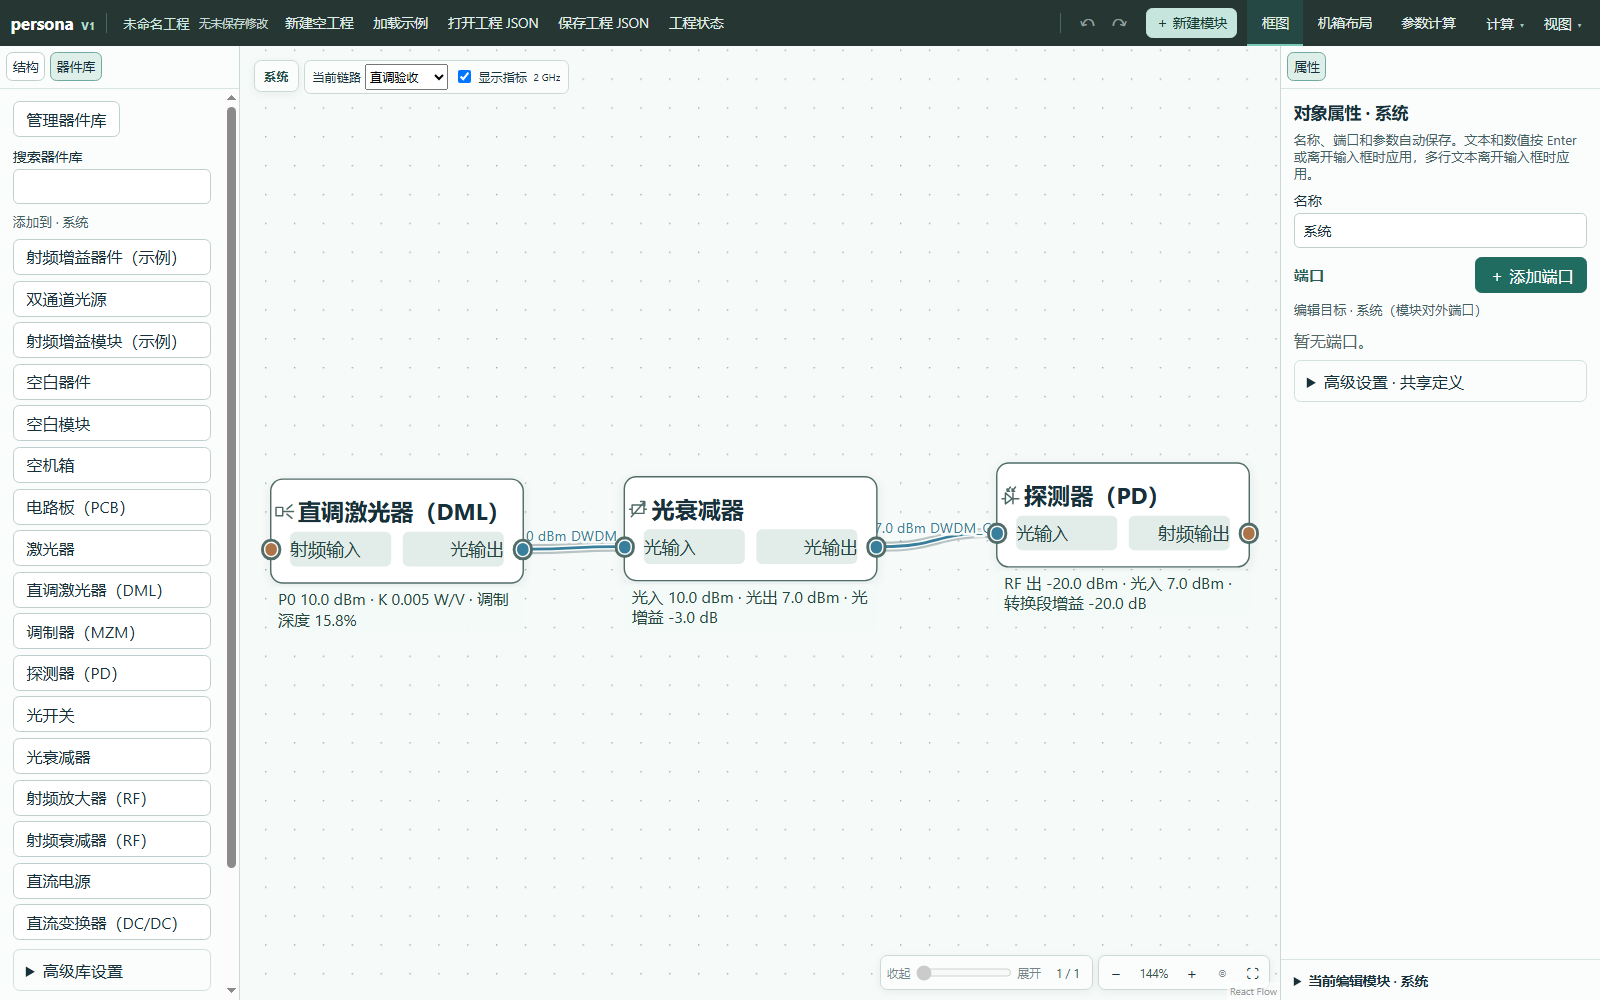 persona V1
未命名工程 无未保存修改 新建空工程 加载示例 打开工程 JSON 保存工程 JSON 工程状态
+ 新建模块 框图 机箱布局 参数计算 计算 视图
结构 器件库
管理器件库
搜索器件库
添加到 · 系统
射频增益器件（示例）
双通道光源
射频增益模块（示例）
空白器件
空白模块
空机箱
电路板（PCB）
激光器
直调激光器（DML）
调制器（MZM）
探测器（PD）
光开关
光衰减器
射频放大器（RF）
射频衰减器（RF）
直流电源
直流变换器（DC/DC）
高级库设置
系统 当前链路 直调验收 显示指标 2 GHz
直调激光器（DML）
射频输入 光输出
P0 10.0 dBm · K 0.005 W/V · 调制
深度 15.8%
0 dBm DWDM
光衰减器
光输入 光输出
光入 10.0 dBm · 光出 7.0 dBm · 光
增益 -3.0 dB
7.0 dBm DWDM-C
探测器（PD）
光输入 射频输出
RF 出 -20.0 dBm · 光入 7.0 dBm ·
转换段增益 -20.0 dB
收起 展开 1 / 1
− 144% +
React Flow
属性
对象属性 · 系统
名称、端口和参数自动保存。文本和数值按 Enter
或离开输入框时应用，多行文本离开输入框时应
用。
名称
系统
端口
+ 添加端口
编辑目标 · 系统（模块对外端口）
暂无端口。
高级设置 · 共享定义
当前编辑模块 · 系统